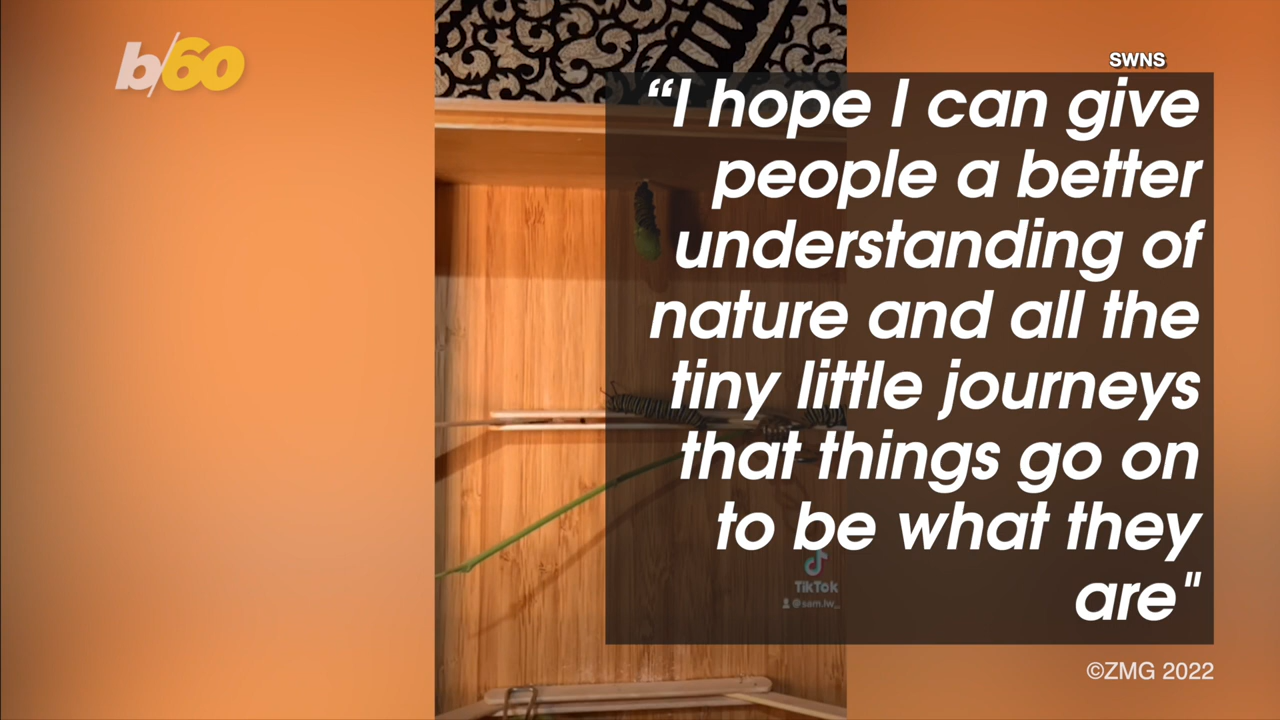 b/60
SWNS
“I hope I can give
people a better
understanding of
nature and all the
tiny little journeys
that things go on
to be what they
are"
TikTok
@sam.lw_
©ZMG 2022